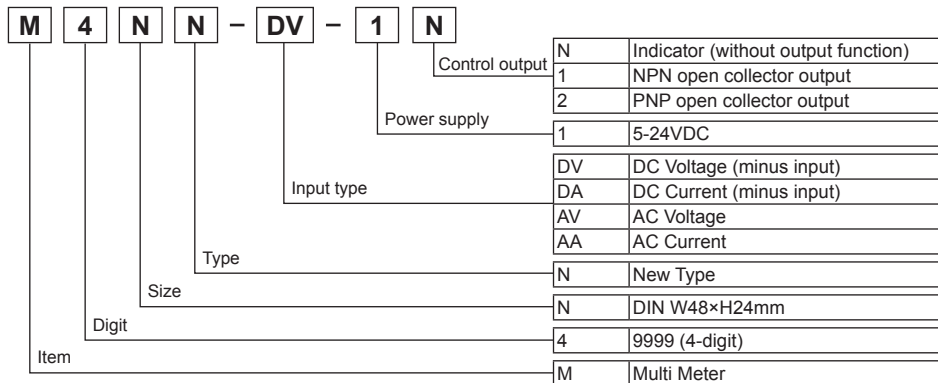 M 4 N N – DV – 1 N
Control output
N Indicator (without output function)
1 NPN open collector output
2 PNP open collector output
Power supply
1 5-24VDC
Input type
DV DC Voltage (minus input)
DA DC Current (minus input)
AV AC Voltage
AA AC Current
Type
N New Type
Size
N DIN W48×H24mm
Digit
4 9999 (4-digit)
Item
M Multi Meter